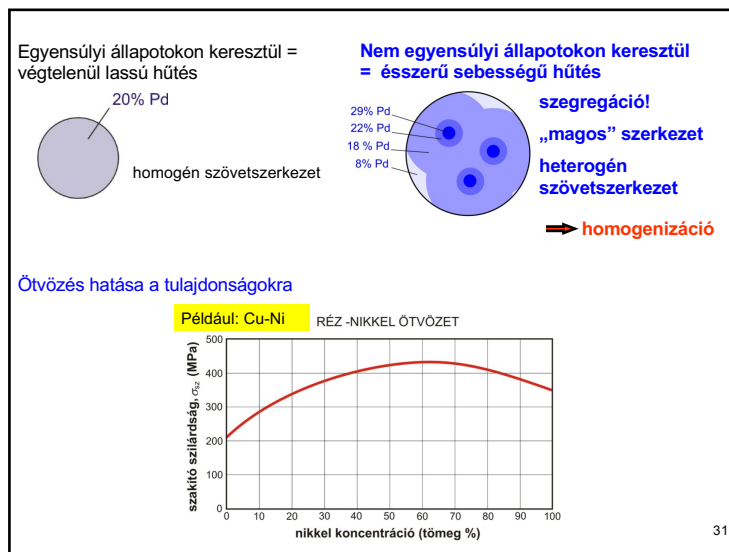 Egyensúlyi állapotokon keresztül =
végtelenül lassú hűtés
20% Pd
homogén szövetszerkezet
Nem egyensúlyi állapotokon keresztül
= ésszerű sebességű hűtés
29% Pd
22% Pd
18 % Pd
8% Pd
szegregáció!
„magos” szerkezet
heterogén
szövetszerkezet
homogenizáció
Ötvözés hatása a tulajdonságokra
Például: Cu-Ni
RÉZ -NIKKEL ÖTVÖZET
szakító szilárdság, σsz (MPa)
500
400
300
200
100
0
0 10 20 30 40 50 60 70 80 90 100
nikkel koncentráció (tömeg %)
31